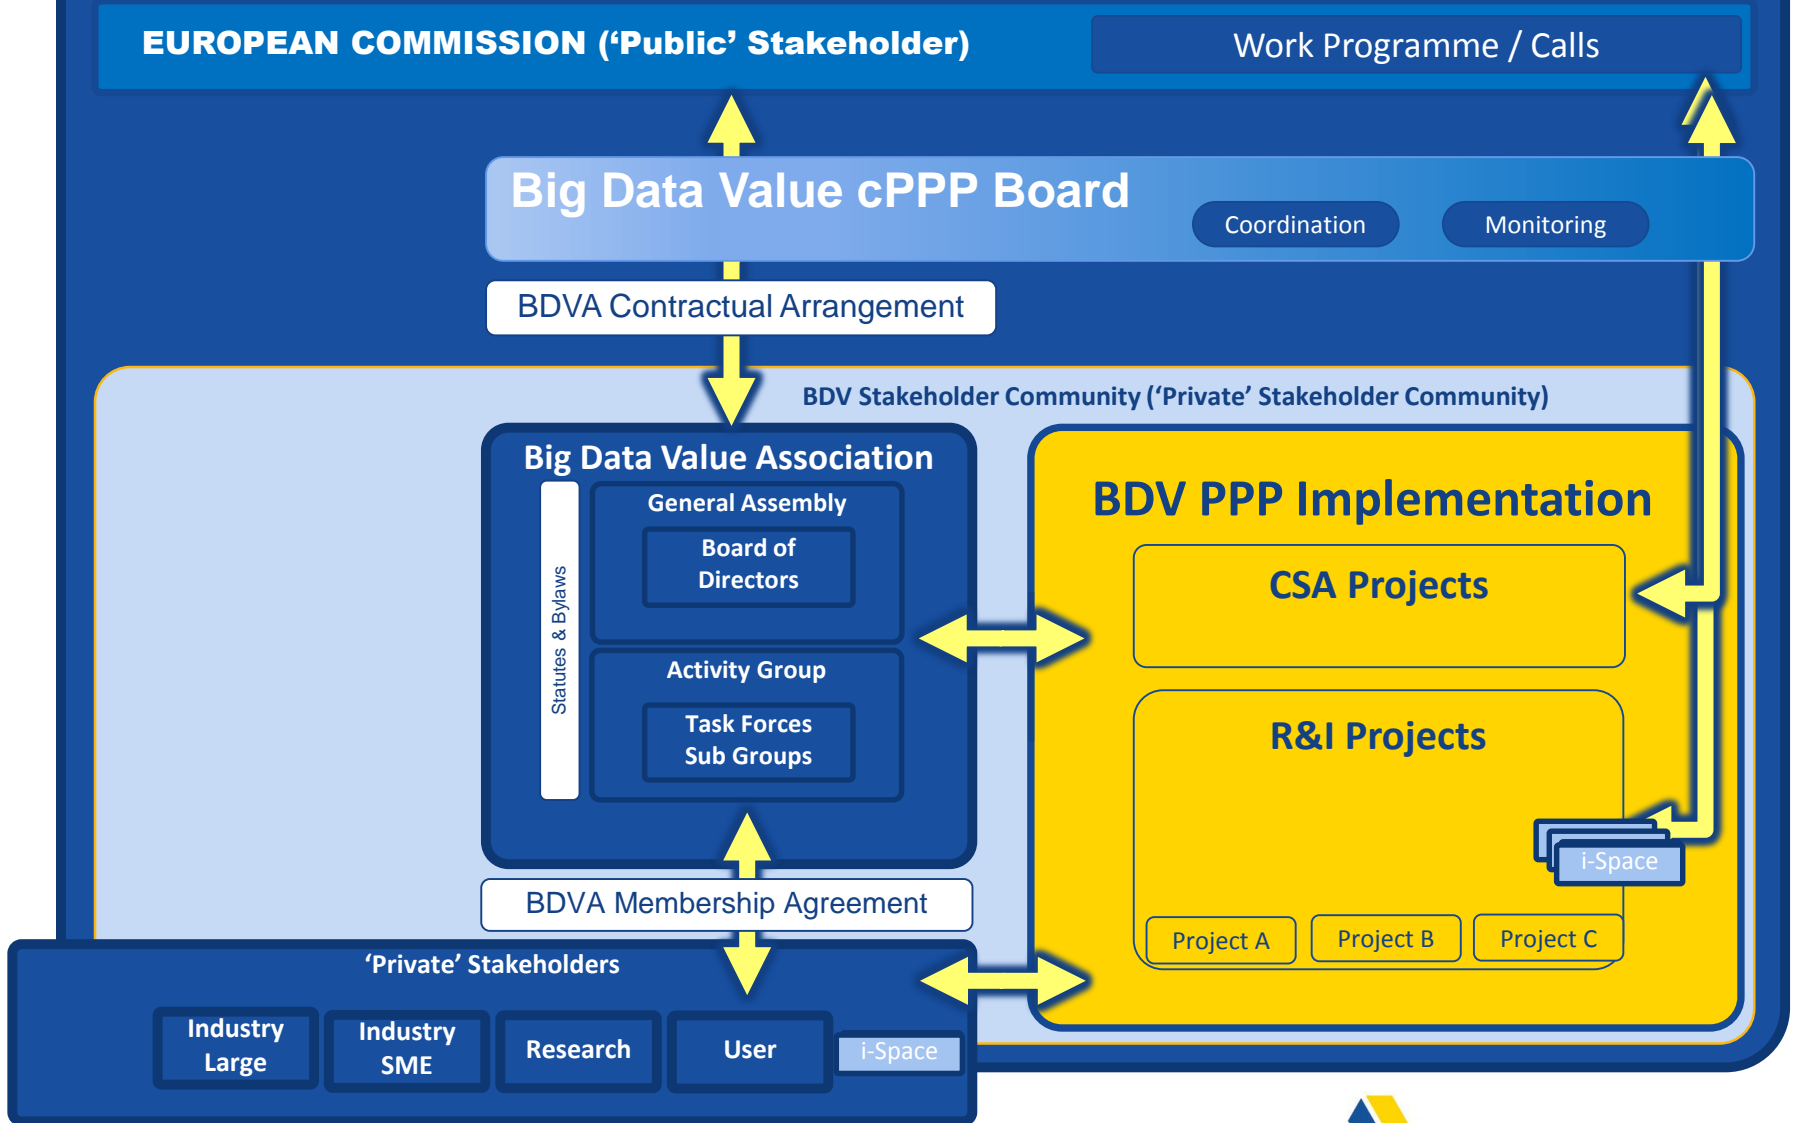 EUROPEAN COMMISSION (‘Public’ Stakeholder)
Work Programme / Calls
Big Data Value cPPP Board
Coordination
Monitoring
BDVA Contractual Arrangement
BDV Stakeholder Community (‘Private’ Stakeholder Community)
Big Data Value Association
Statutes & Bylaws
General Assembly
Board of
Directors
Activity Group
Task Forces
Sub Groups
BDV PPP Implementation
CSA Projects
R&I Projects
i-Space
Project A
Project B
Project C
BDVA Membership Agreement
‘Private’ Stakeholders
Industry
Large
Industry
SME
Research
User
i-Space